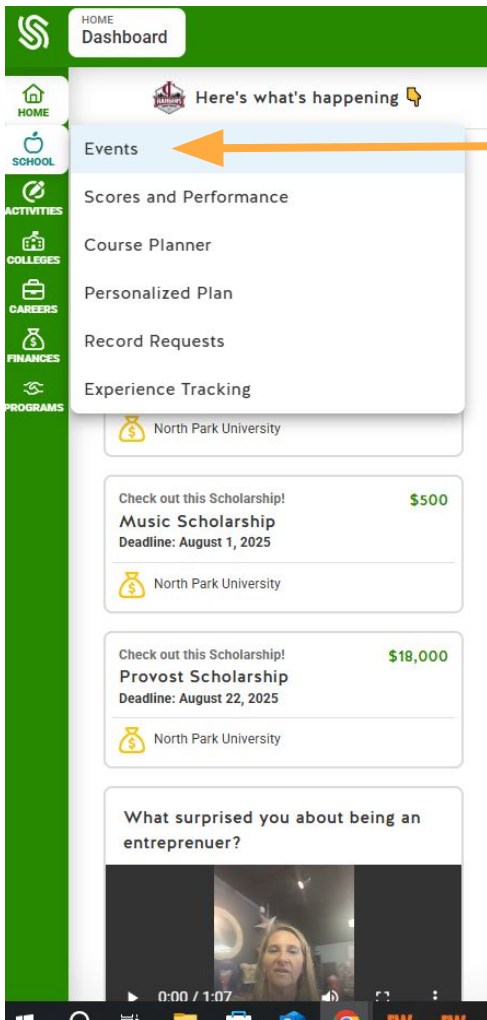 HOME
Dashboard
HOME
RANGERS
Here's what's happening 👇
SCHOOL
Events
Scores and Performance
ACTIVITIES
Course Planner
COLLEGES
Personalized Plan
CAREERS
Record Requests
FINANCES
Experience Tracking
PROGRAMS
North Park University
Check out this Scholarship!
$500
Music Scholarship
Deadline: August 1, 2025
North Park University
Check out this Scholarship!
$18,000
Provost Scholarship
Deadline: August 22, 2025
North Park University
What surprised you about being an
entreprenuer?
0:00 / 1:07